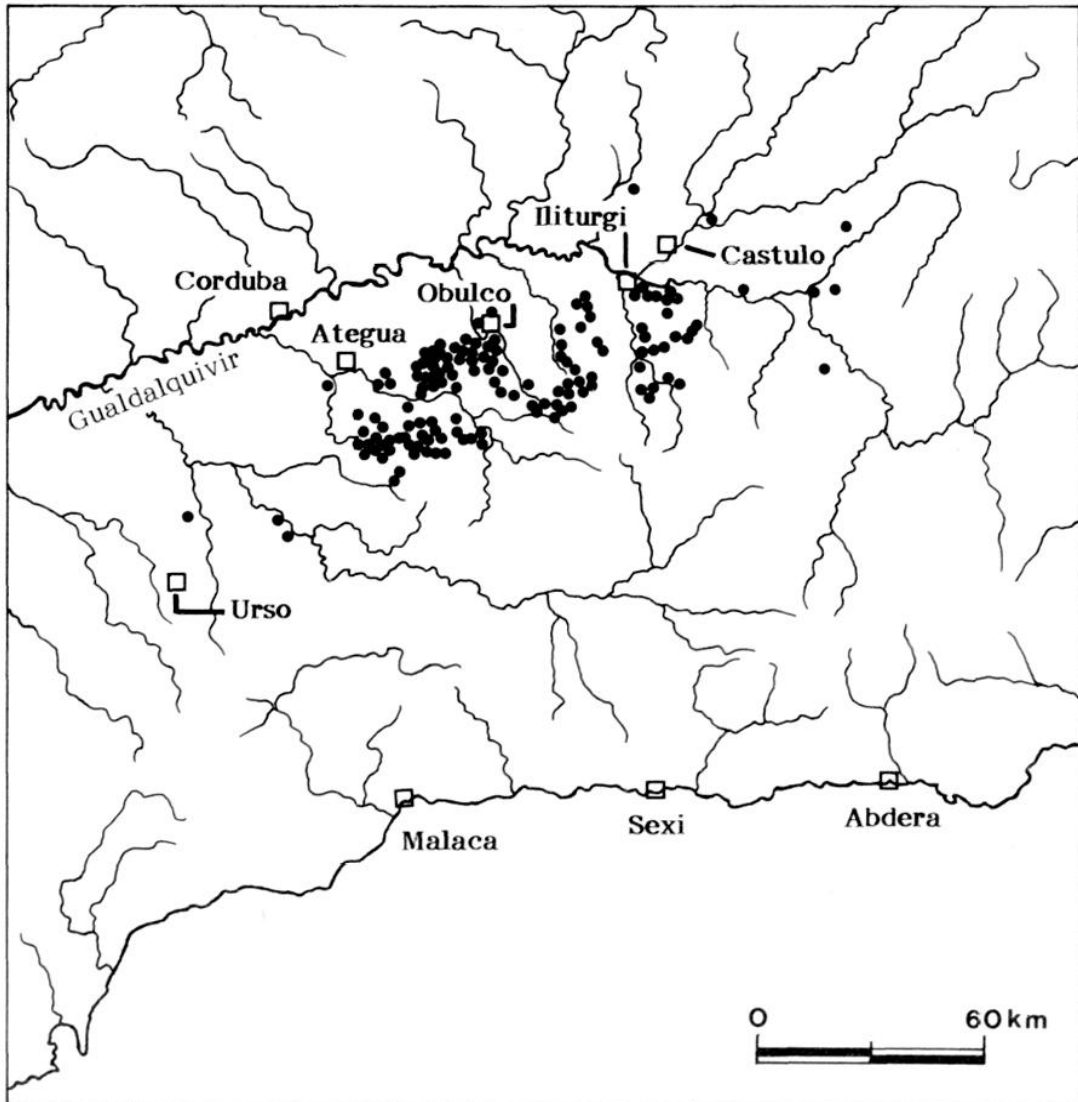 Iliturgi
Castulo
Corduba
Obulco
Ategua
Gualdalquivir
Urso
Malaca
Sexi
Abdera
0 60km